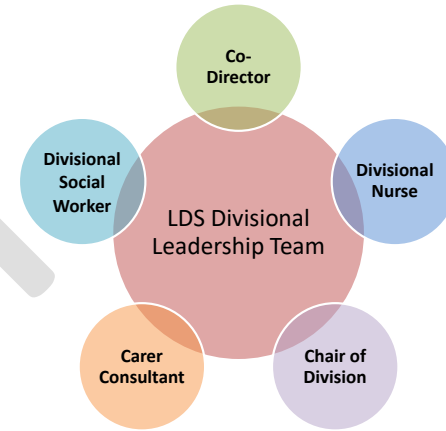 Co-
Director
Divisional
Social
Worker
Divisional
Nurse
LDS Divisional
Leadership Team
Carer
Consultant
Chair of
Division